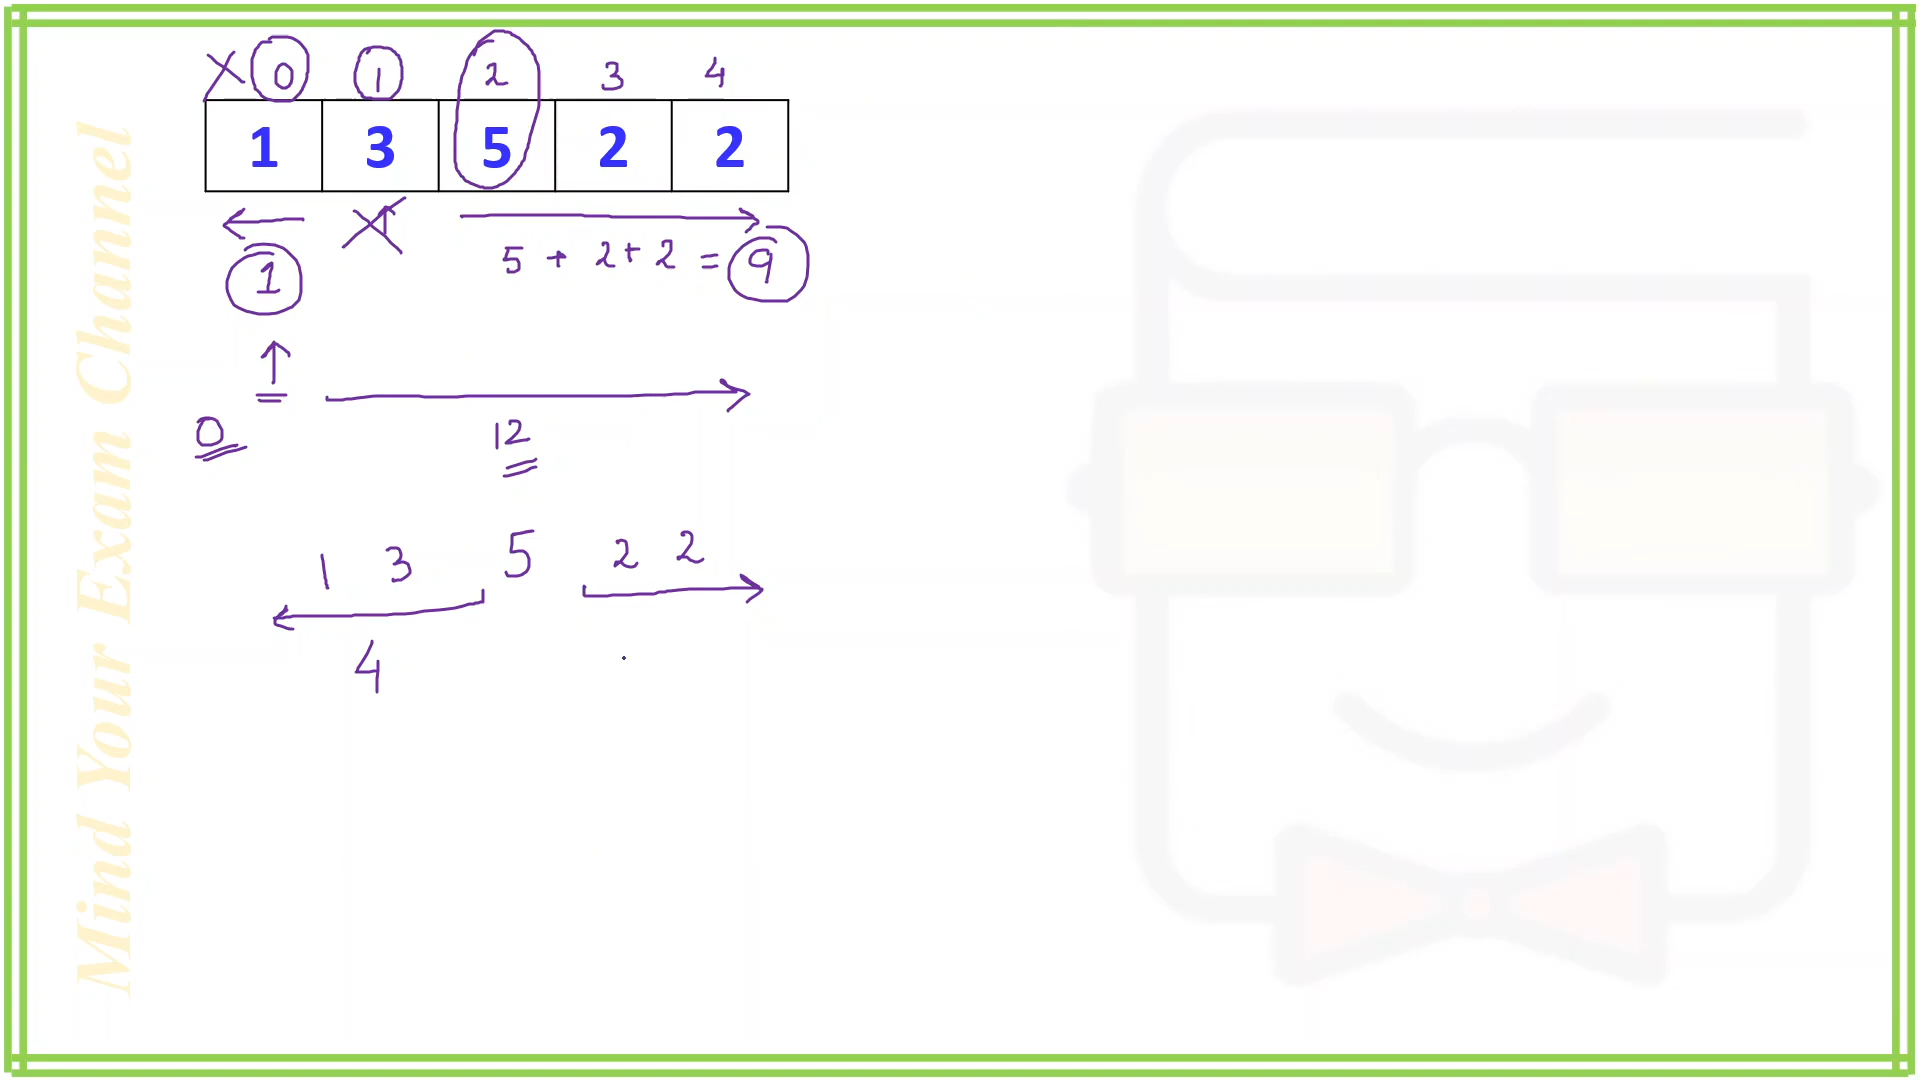 0 1 2 3 4
1 3 5 2 2
5 + 2 + 2 = 9
1
0
12
1 3 5 2 2
4
Mind Your Exam Channel